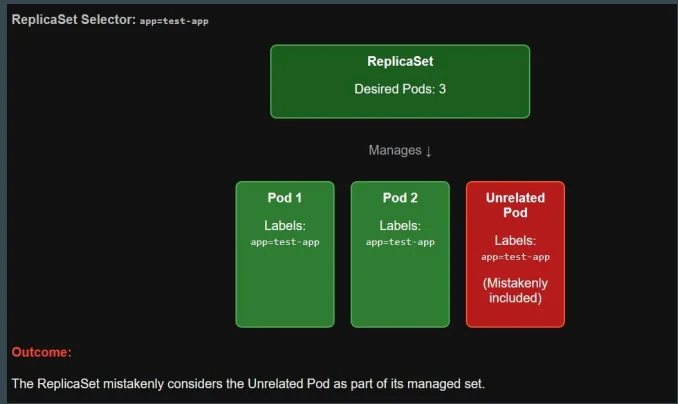 ReplicaSet Selector: app=test-app
ReplicaSet
Desired Pods: 3
Manages ↓
Pod 1
Labels:
app=test-app
Pod 2
Labels:
app=test-app
Unrelated
Pod
Labels:
app=test-app
(Mistakenly
included)
Outcome:
The ReplicaSet mistakenly considers the Unrelated Pod as part of its managed set.